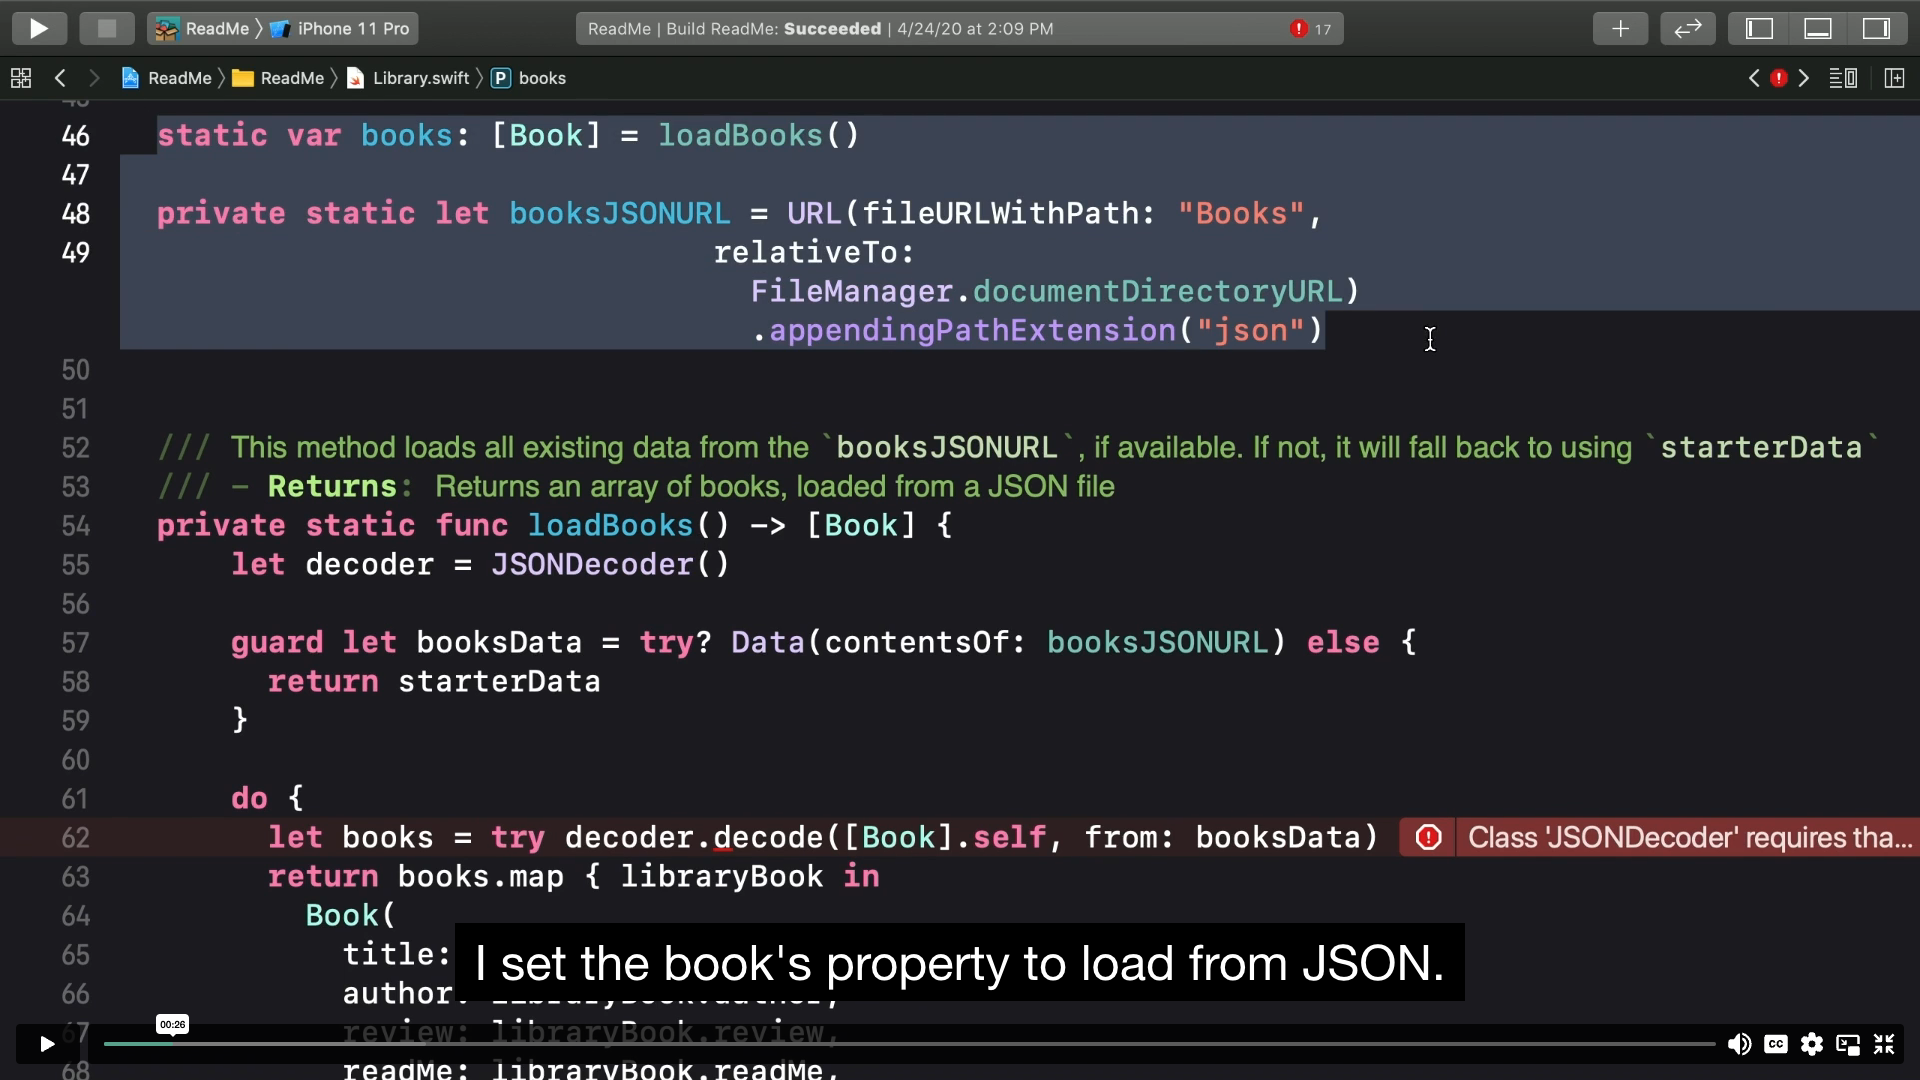 ReadMe iPhone 11 Pro
ReadMe | Build ReadMe: Succeeded | 4/24/20 at 2:09 PM
17
ReadMe ReadMe Library.swift P books
46 static var books: [Book] = loadBooks()
47
48 private static let booksJSONURL = URL(fileURLWithPath: "Books",
49 relativeTo:
FileManager.documentDirectoryURL)
.appendingPathExtension("json")
50
51
52 /// This method loads all existing data from the `booksJSONURL`, if available. If not, it will fall back to using `starterData`
53 /// – Returns: Returns an array of books, loaded from a JSON file
54 private static func loadBooks() -> [Book] {
55 let decoder = JSONDecoder()
56
57 guard let booksData = try? Data(contentsOf: booksJSONURL) else {
58 return starterData
59 }
60
61 do {
62 let books = try decoder.decode([Book].self, from: booksData) Class 'JSONDecoder' requires tha...
63 return books.map { libraryBook in
64 Book(
65 title:
I set the book's property to load from JSON.
66 author: libraryBook.author,
67 review: libraryBook.review,
00:26
CC
68 readMe: libraryBook.readMe,